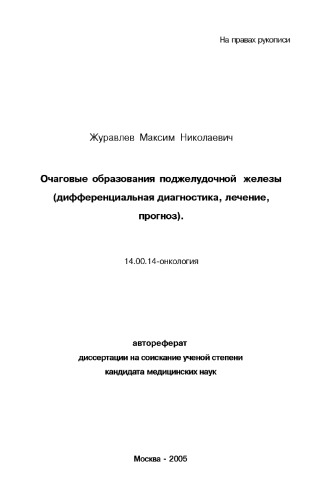 На правах рукописи
Журавлев Максим Николаевич
Очаговые образования поджелудочной железы
(дифференциальная диагностика, лечение,
прогноз).
14.00.14-онкология
автореферат
диссертации на соискание ученой степени
кандидата медицинских наук
Москва - 2005